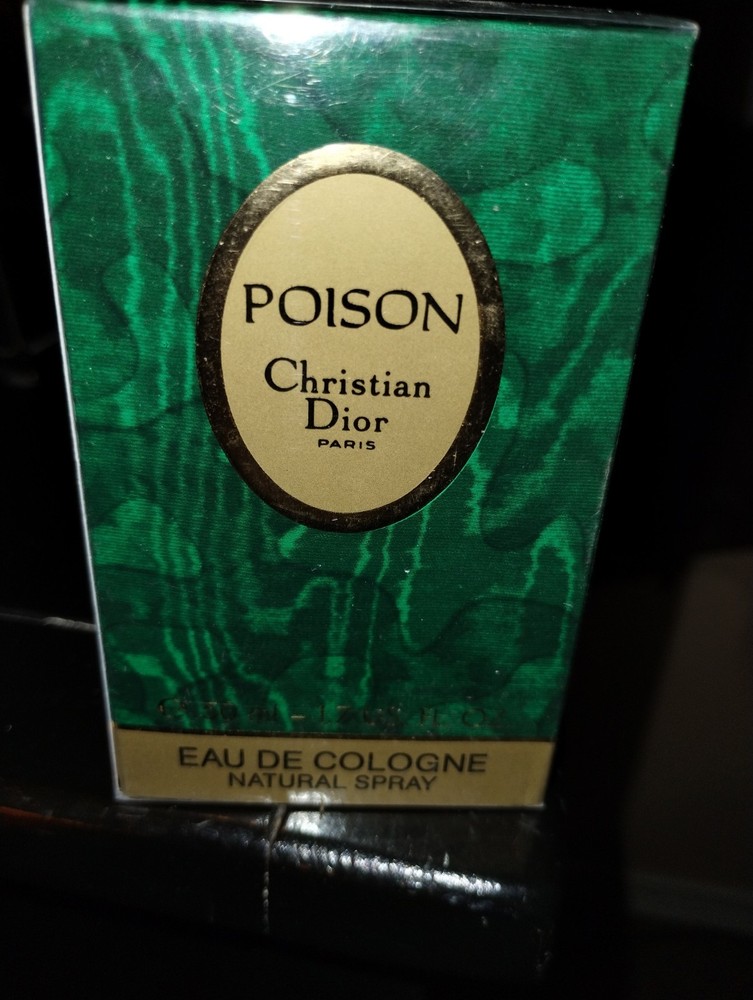 POISON
Christian
Dior
PARIS
EAU DE COLOGNE
NATURAL SPRAY